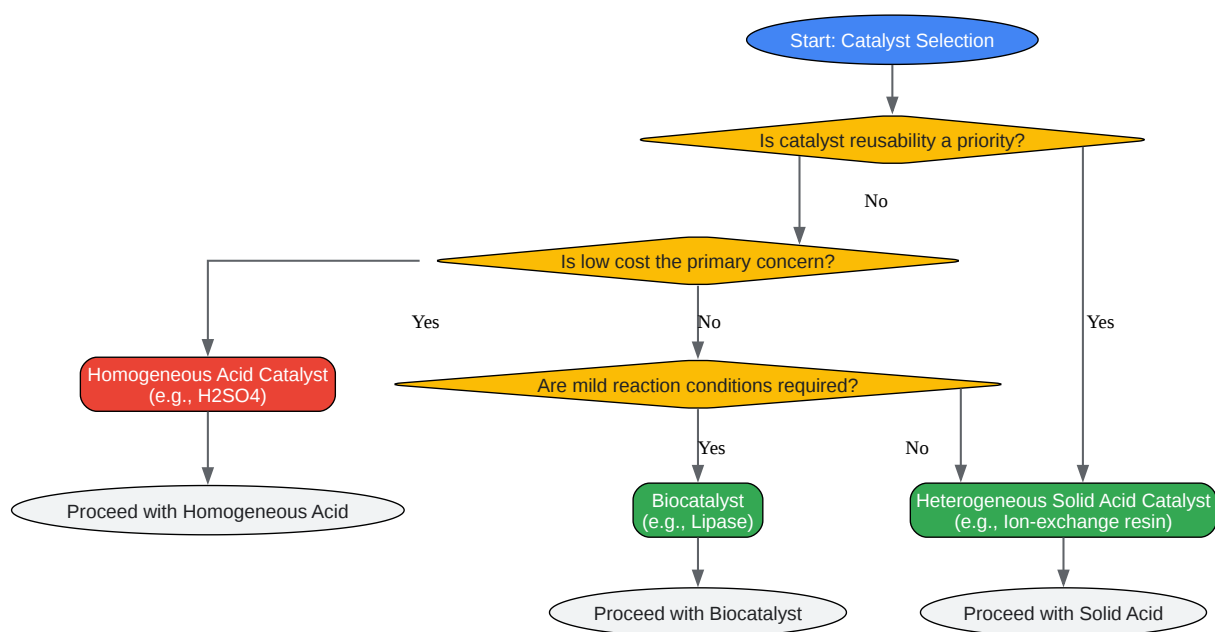 Start: Catalyst Selection
Is catalyst reusability a priority?
No
Is low cost the primary concern?
Yes
No
Yes
Homogeneous Acid Catalyst
(e.g., H2SO4)
Are mild reaction conditions required?
Yes
No
Proceed with Homogeneous Acid
Biocatalyst
(e.g., Lipase)
Heterogeneous Solid Acid Catalyst
(e.g., Ion-exchange resin)
Proceed with Biocatalyst
Proceed with Solid Acid